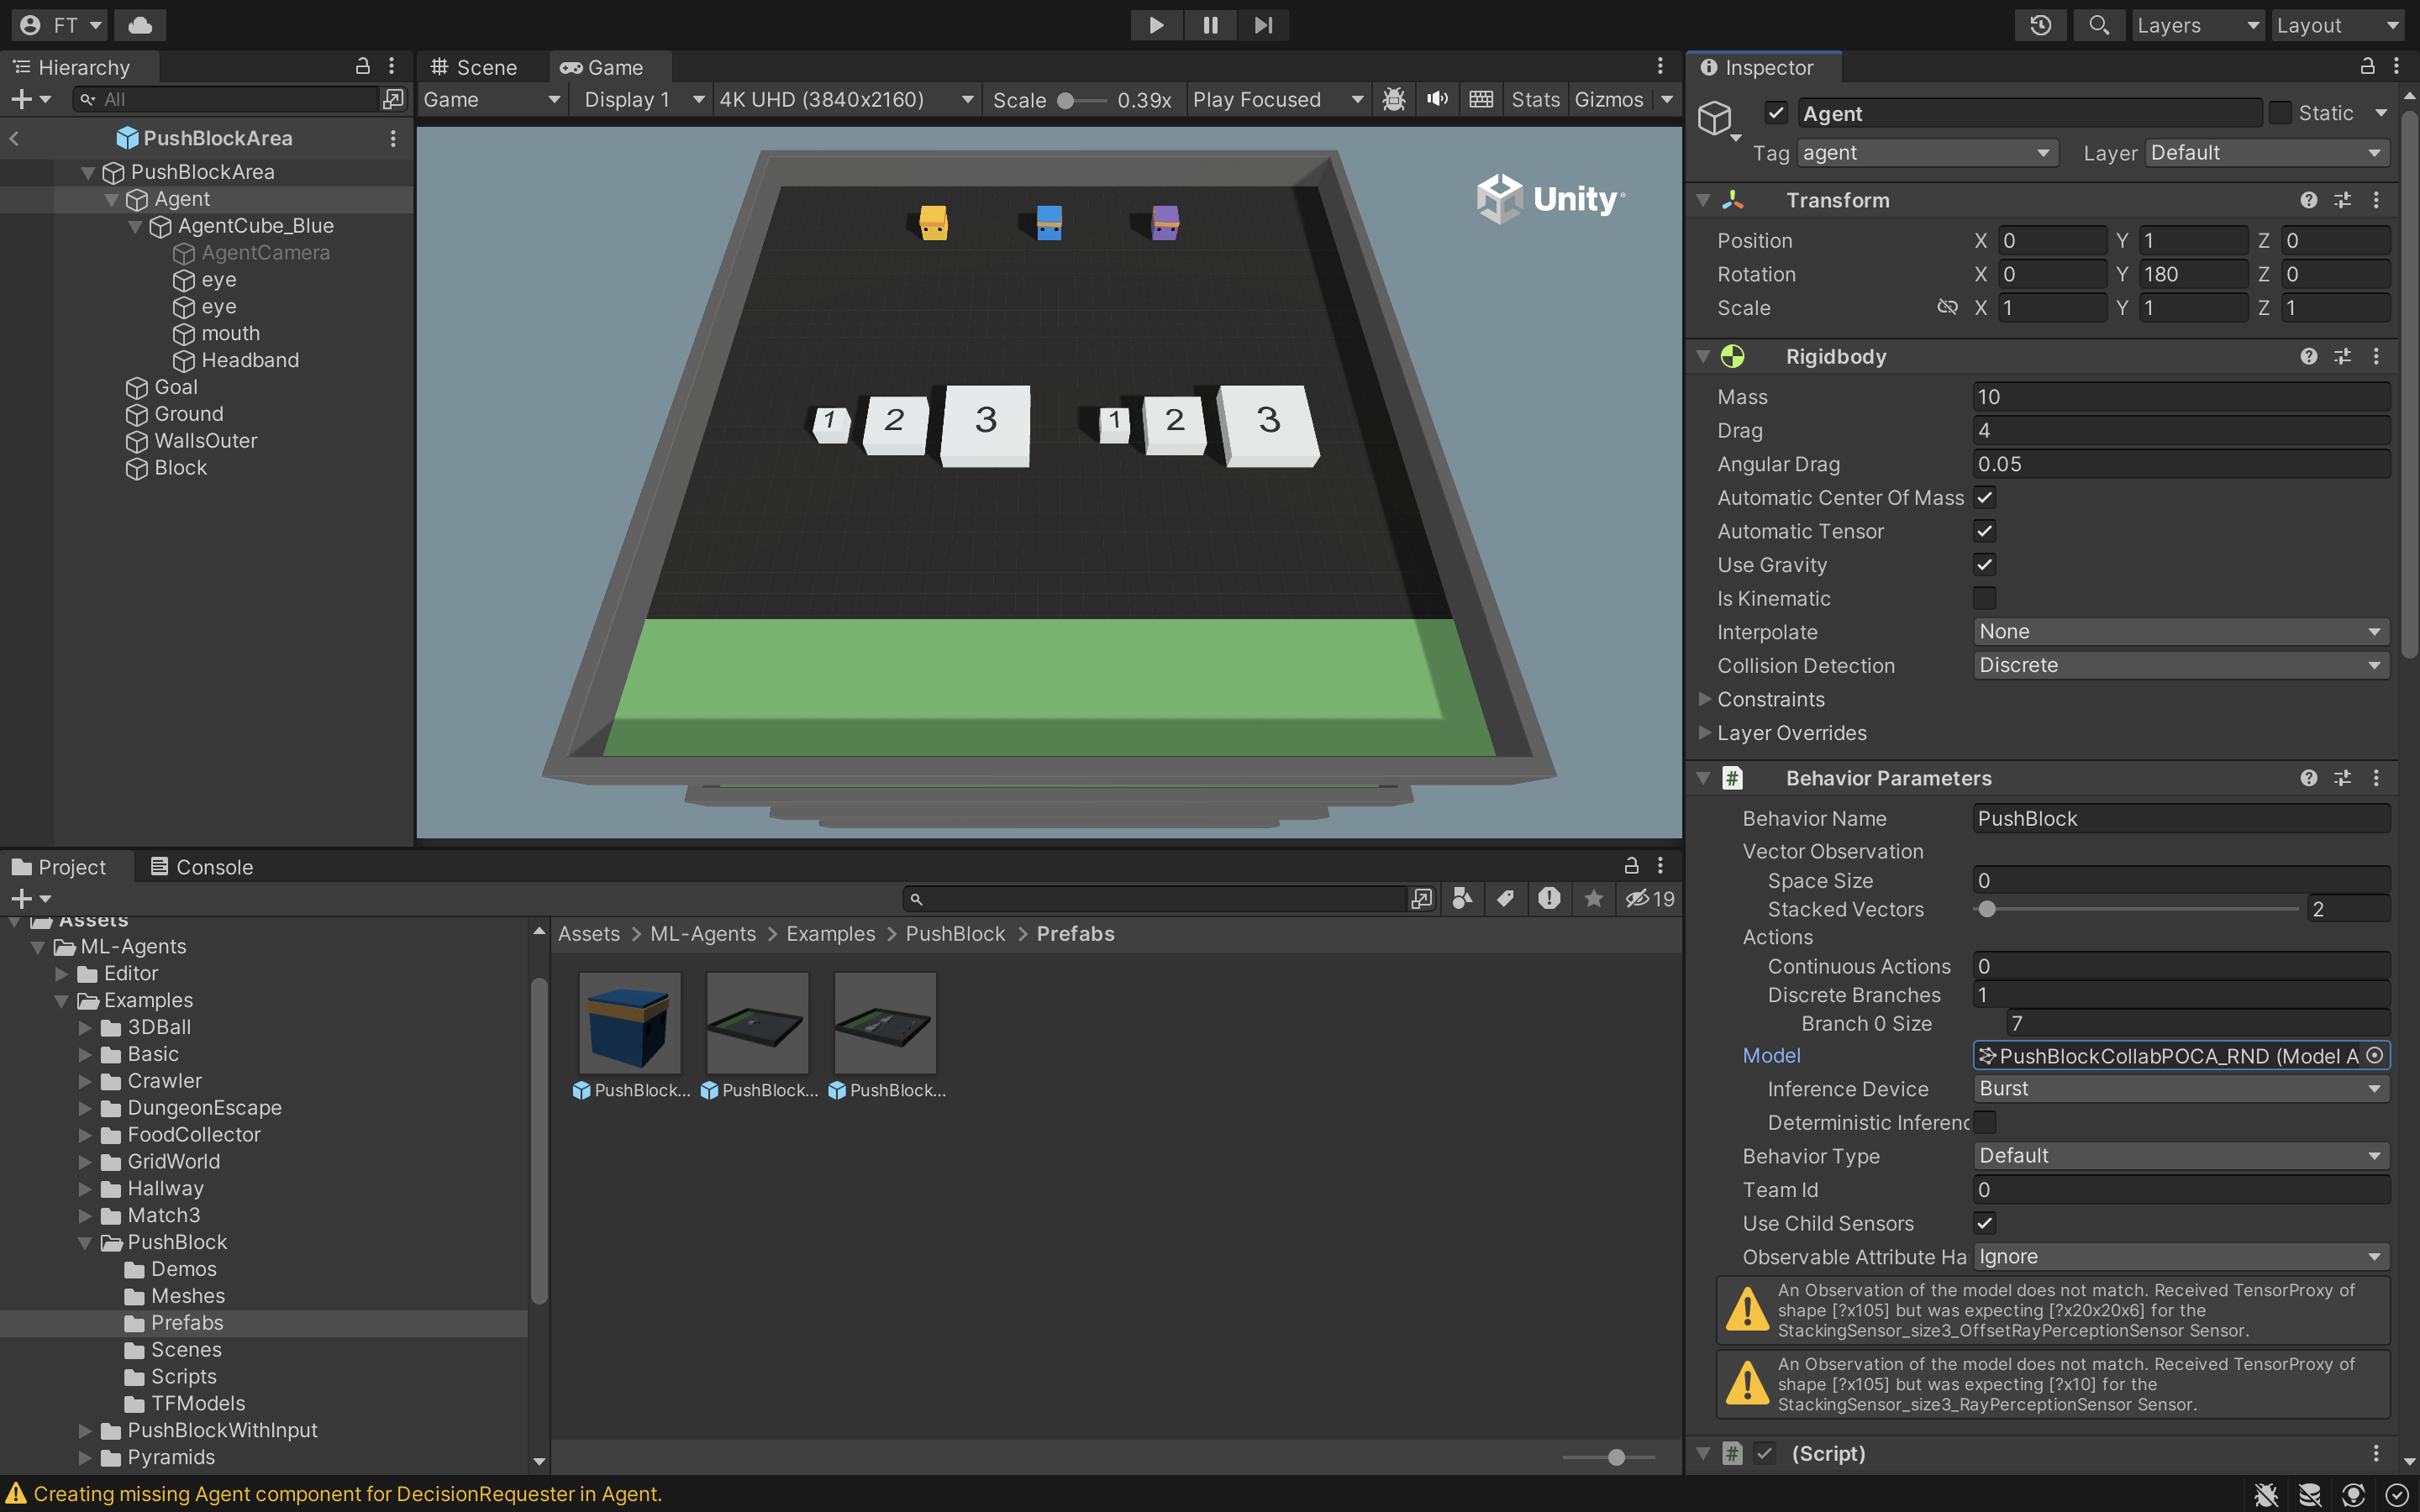 FT
Layers
Layout
Hierarchy
All
PushBlockArea
PushBlockArea
Agent
AgentCube_Blue
AgentCamera
eye
eye
mouth
Headband
Goal
Ground
WallsOuter
Block
Scene
Game
Game
Display 1
4K UHD (3840x2160)
Scale
0.39x
Play Focused
Stats
Gizmos
Unity
1
2
3
1
2
3
Inspector
Agent
Static
Tag
agent
Layer
Default
Transform
Position X 0 Y 1 Z 0
Rotation X 0 Y 180 Z 0
Scale X 1 Y 1 Z 1
Rigidbody
Mass 10
Drag 4
Angular Drag 0.05
Automatic Center Of Mass
Automatic Tensor
Use Gravity
Is Kinematic
Interpolate None
Collision Detection Discrete
Constraints
Layer Overrides
Behavior Parameters
Behavior Name PushBlock
Vector Observation
Space Size 0
Stacked Vectors 2
Actions
Continuous Actions 0
Discrete Branches 1
Branch 0 Size 7
Model PushBlockCollabPOCA_RND (Model A
Inference Device Burst
Deterministic Inferenc
Behavior Type Default
Team Id 0
Use Child Sensors
Observable Attribute Ha Ignore
An Observation of the model does not match. Received TensorProxy of
shape [?x105] but was expecting [?x20x20x6] for the
StackingSensor_size3_OffsetRayPerceptionSensor Sensor.
An Observation of the model does not match. Received TensorProxy of
shape [?x105] but was expecting [?x10] for the
StackingSensor_size3_RayPerceptionSensor Sensor.
# (Script)
Project
Console
19
Assets
ML-Agents
Editor
Examples
3DBall
Basic
Crawler
DungeonEscape
FoodCollector
GridWorld
Hallway
Match3
PushBlock
Demos
Meshes
Prefabs
Scenes
Scripts
TFModels
PushBlockWithInput
Pyramids
Assets > ML-Agents > Examples > PushBlock > Prefabs
PushBlock...
PushBlock...
PushBlock...
Creating missing Agent component for DecisionRequester in Agent.